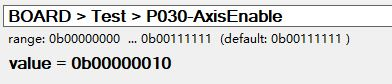 BOARD > Test > P030-AxisEnable
range: 0b00000000 ... 0b00111111 (default: 0b00111111 )
value = 0b00000010